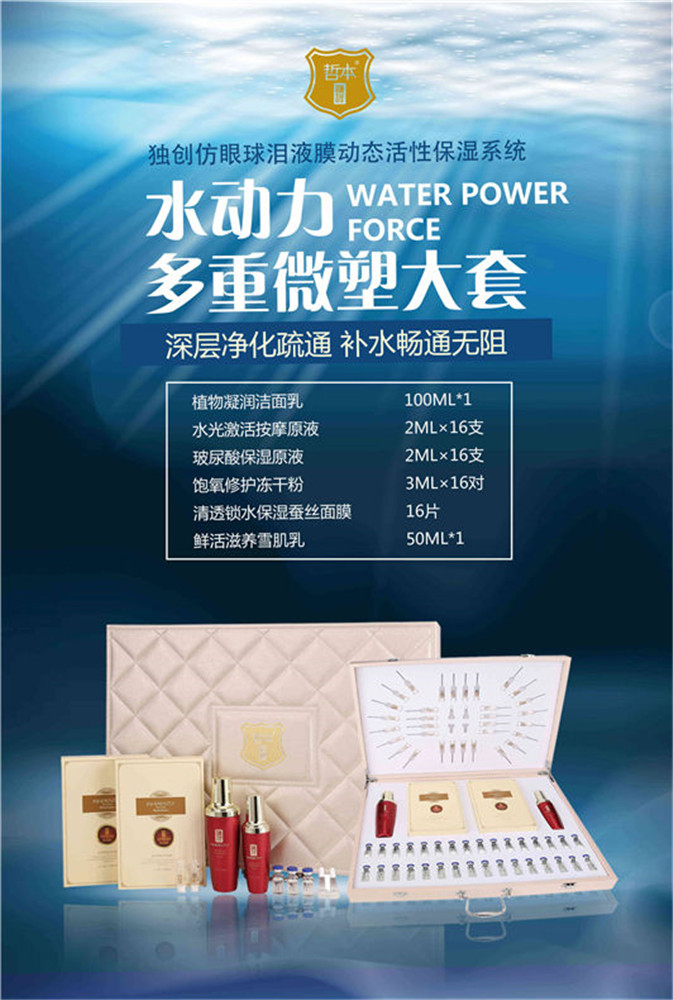 哲本®
独创仿眼球泪液膜动态活性保湿系统
水动力 WATER POWER
FORCE
多重微塑大套
深层净化疏通 补水畅通无阻
植物凝润洁面乳 100ML*1
水光激活按摩原液 2ML×16支
玻尿酸保湿原液 2ML×16支
饱氧修护冻干粉 3ML×16对
清透锁水保湿蚕丝面膜 16片
鲜活滋养雪肌乳 50ML*1